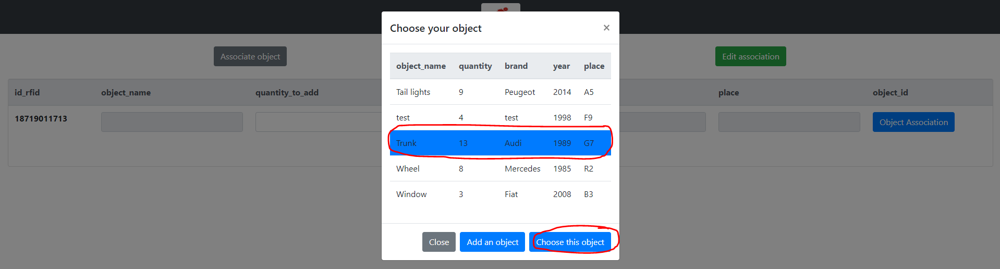 Choose your object ×
Associate object
Edit association
object_name quantity brand year place
Tail lights 9 Peugeot 2014 A5
test 4 test 1998 F9
Trunk 13 Audi 1989 G7
Wheel 8 Mercedes 1985 R2
Window 3 Fiat 2008 B3
Close Add an object Choose this object
id_rfid object_name quantity_to_add place object_id
18719011713 Object Association